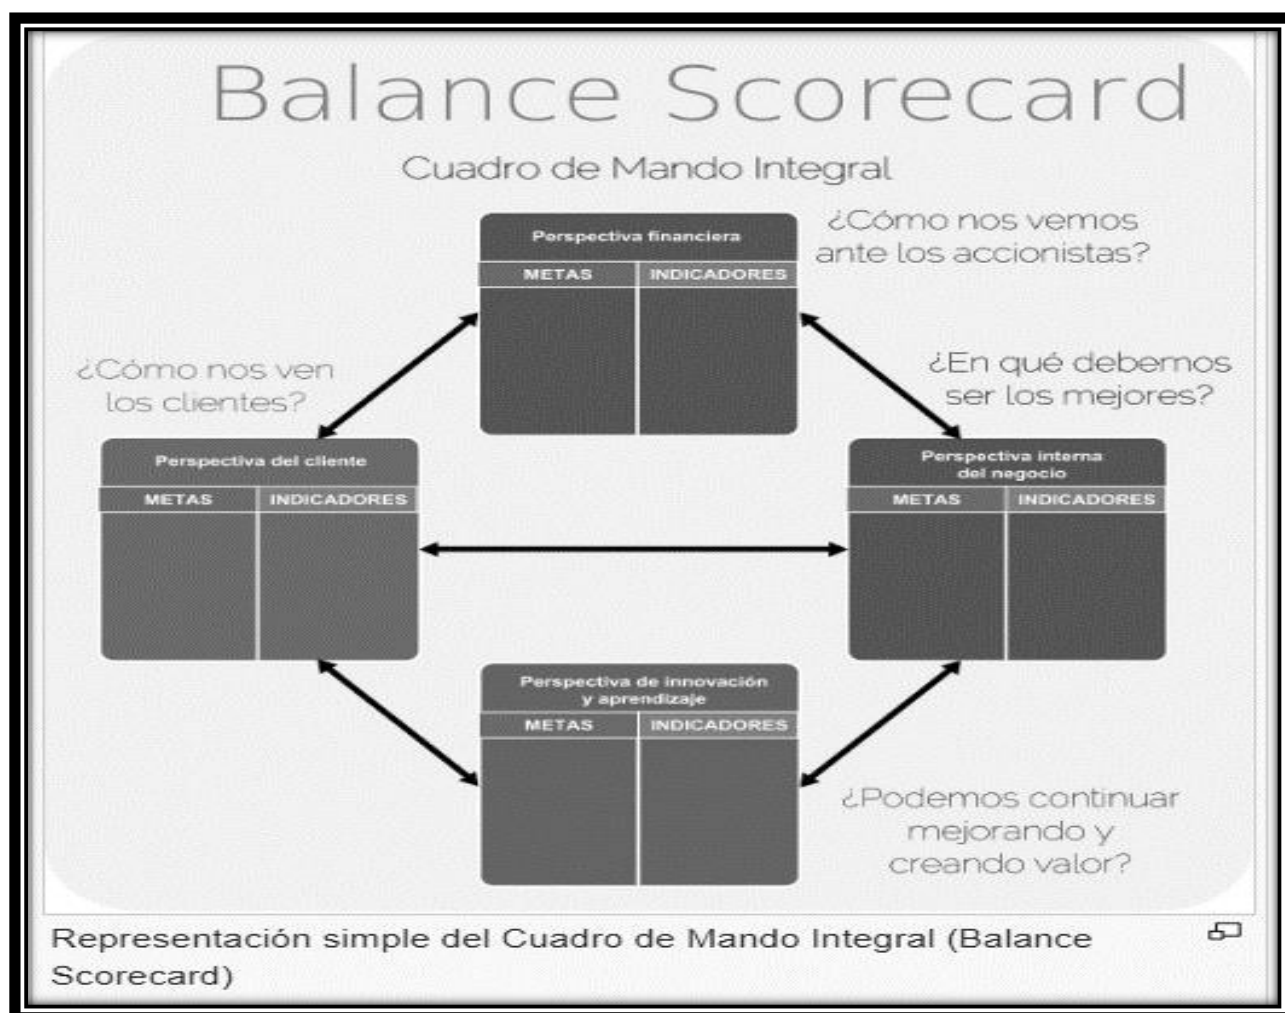 Balance Scorecard
Cuadro de Mando Integral
Perspectiva financiera
METAS INDICADORES
¿Cómo nos vemos
ante los accionistas?
¿Cómo nos ven
los clientes?
¿En qué debemos
ser los mejores?
Perspectiva del cliente
METAS INDICADORES
Perspectiva interna
del negocio
METAS INDICADORES
Perspectiva de innovación
y aprendizaje
METAS INDICADORES
¿Podemos continuar
mejorando y
creando valor?
Representación simple del Cuadro de Mando Integral (Balance
Scorecard)